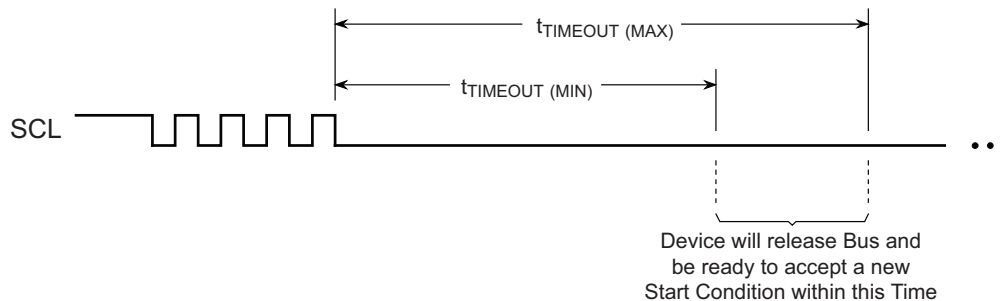 tTIMEOUT (MAX)
tTIMEOUT (MIN)
SCL
Device will release Bus and
be ready to accept a new
Start Condition within this Time